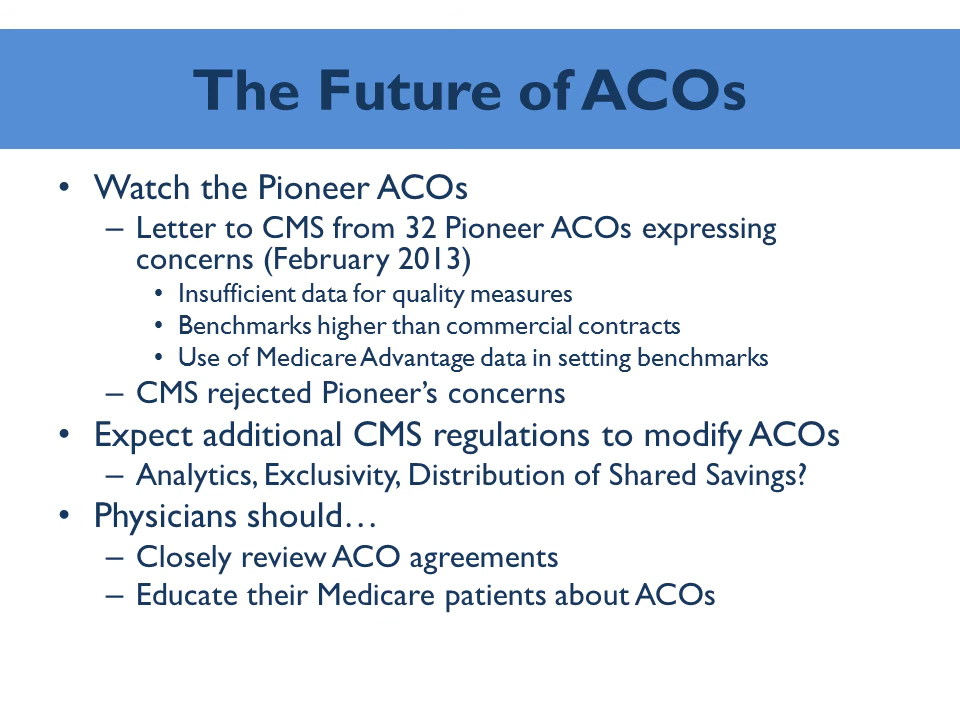 The Future of ACOs
• Watch the Pioneer ACOs
– Letter to CMS from 32 Pioneer ACOs expressing
concerns (February 2013)
• Insufficient data for quality measures
• Benchmarks higher than commercial contracts
• Use of Medicare Advantage data in setting benchmarks
– CMS rejected Pioneer’s concerns
• Expect additional CMS regulations to modify ACOs
– Analytics, Exclusivity, Distribution of Shared Savings?
• Physicians should…
– Closely review ACO agreements
– Educate their Medicare patients about ACOs